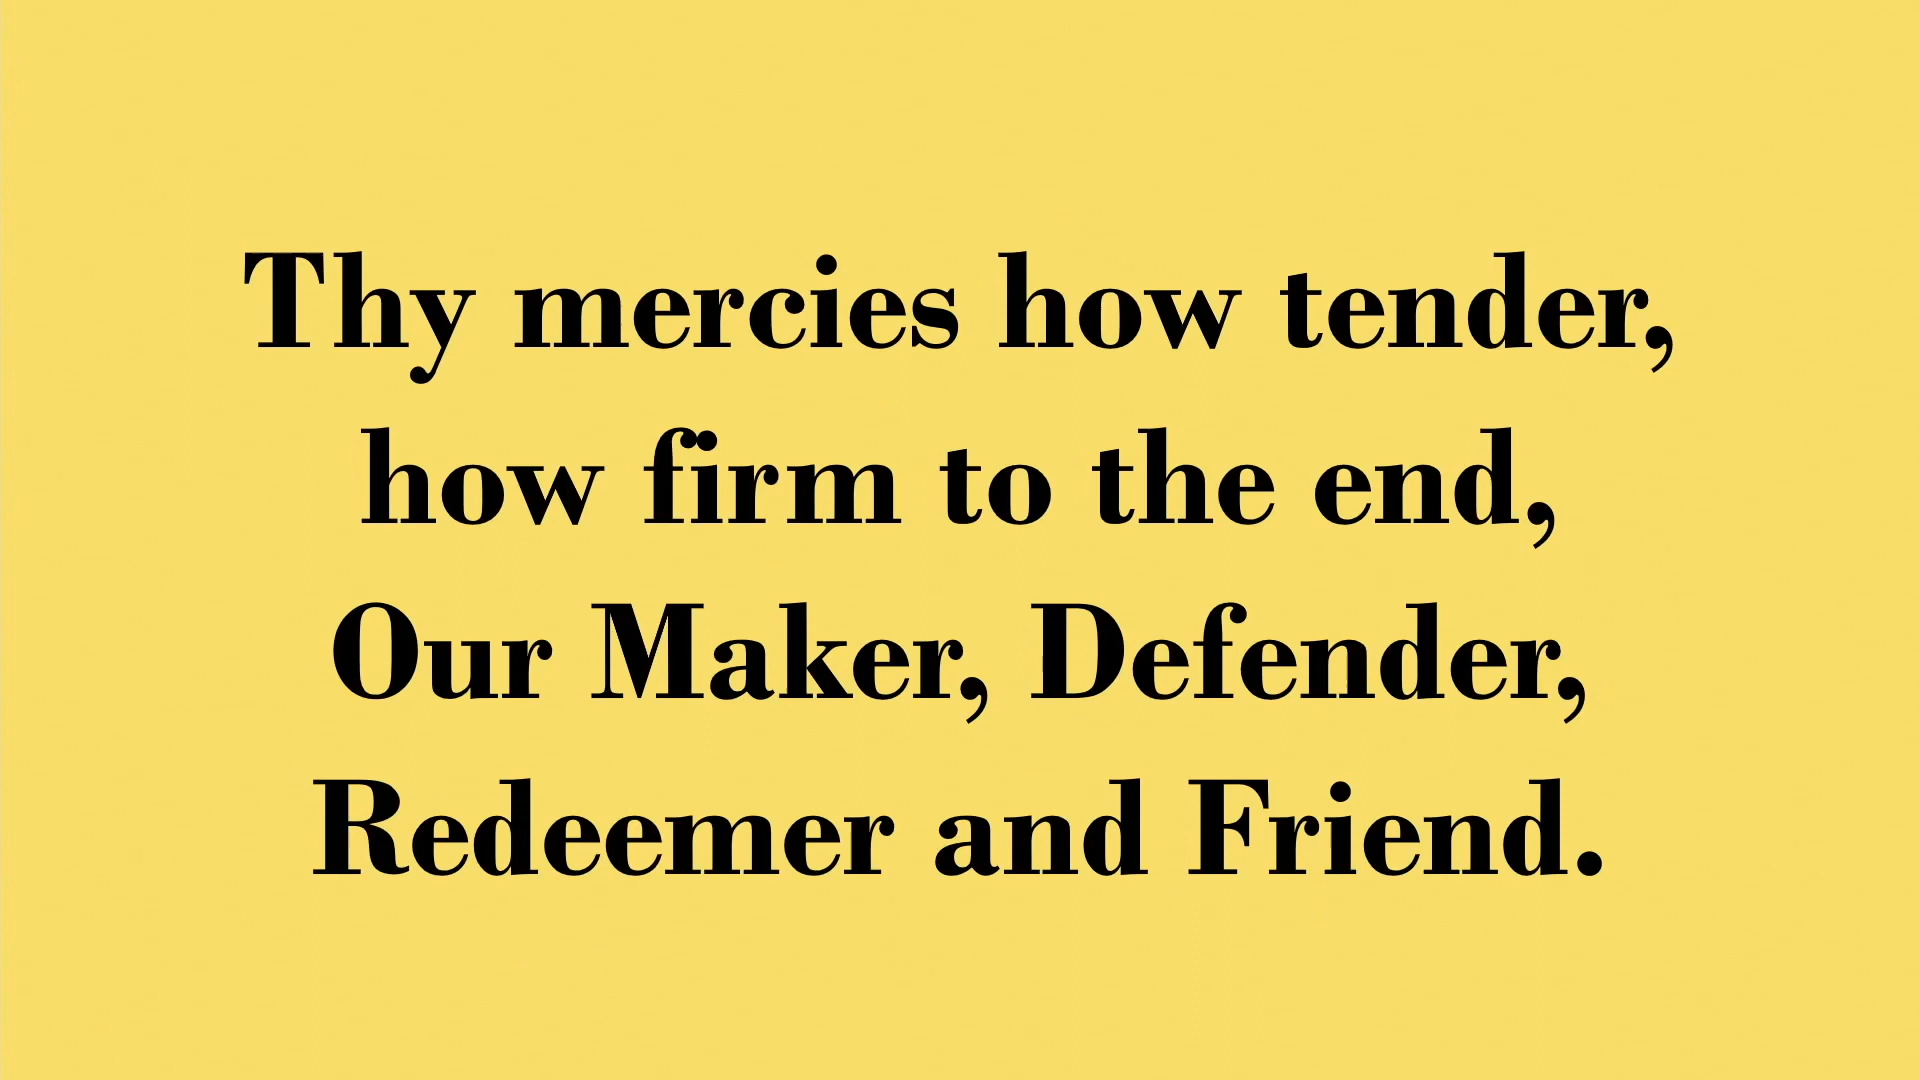 Thy mercies how tender,
how firm to the end,
Our Maker, Defender,
Redeemer and Friend.